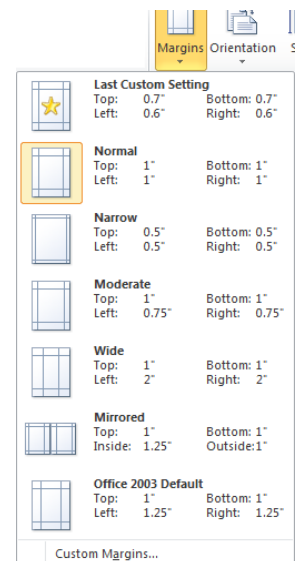 Margins Orientation S
Last Custom Setting
Top: 0.7" Bottom: 0.7"
Left: 0.6" Right: 0.6"
Normal
Top: 1" Bottom: 1"
Left: 1" Right: 1"
Narrow
Top: 0.5" Bottom: 0.5"
Left: 0.5" Right: 0.5"
Moderate
Top: 1" Bottom: 1"
Left: 0.75" Right: 0.75"
Wide
Top: 1" Bottom: 1"
Left: 2" Right: 2"
Mirrored
Top: 1" Bottom: 1"
Inside: 1.25" Outside:1"
Office 2003 Default
Top: 1" Bottom: 1"
Left: 1.25" Right: 1.25"
Custom Margins...